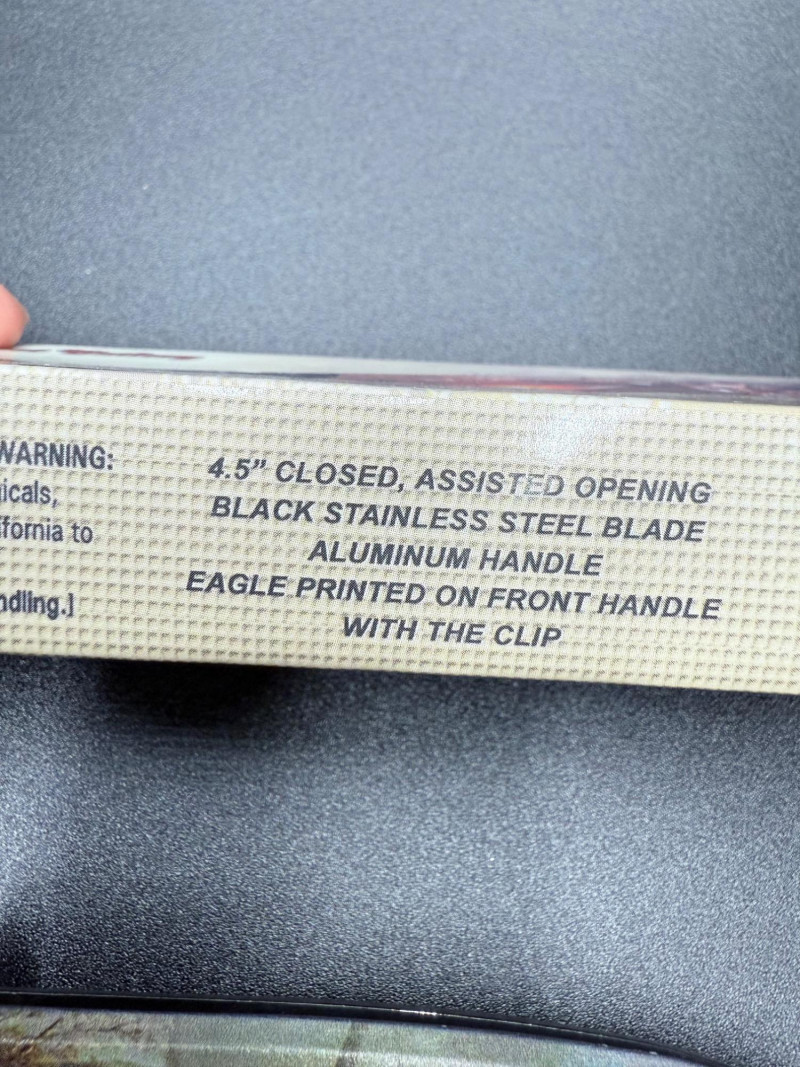 WARNING:
icals,
fornia to
ndling.]
4.5” CLOSED, ASSISTED OPENING
BLACK STAINLESS STEEL BLADE
ALUMINUM HANDLE
EAGLE PRINTED ON FRONT HANDLE
WITH THE CLIP